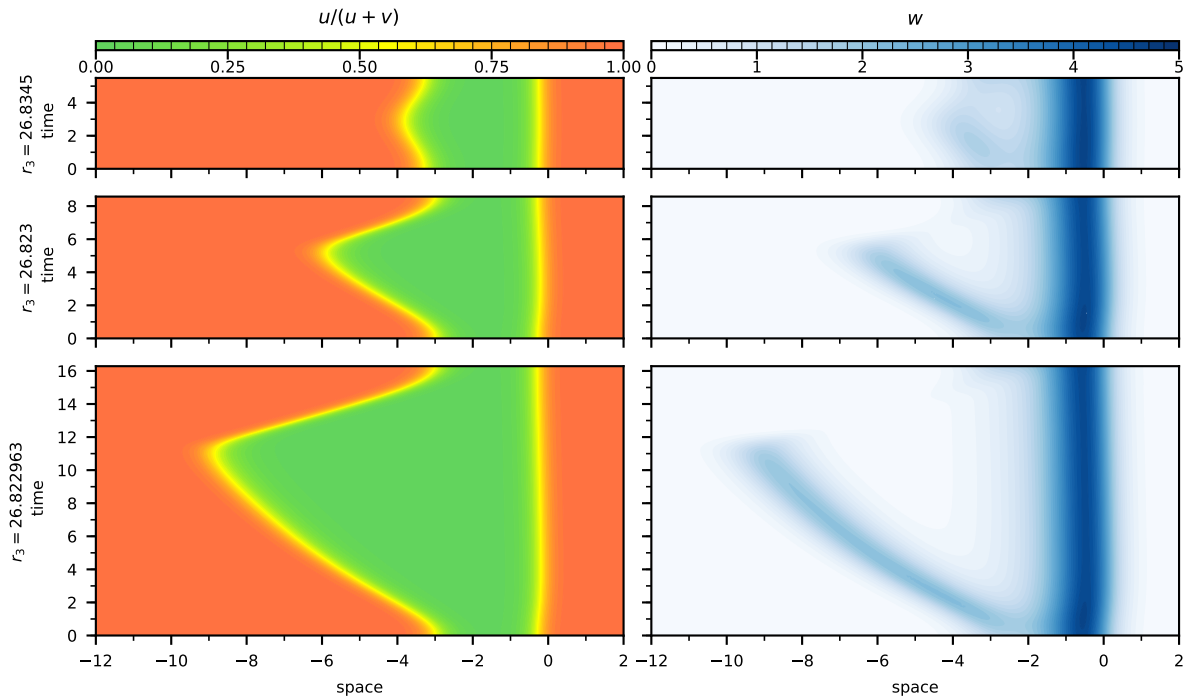 u/(u + v)
w
0.00 0.25 0.50 0.75 1.00
0 1 2 3 4 5
r3 = 26.8345
time
4
2
0
r3 = 26.823
time
8
6
4
2
0
r3 = 26.822963
time
16
14
12
10
8
6
4
2
0
−12 −10 −8 −6 −4 −2 0 2
−12 −10 −8 −6 −4 −2 0 2
space
space